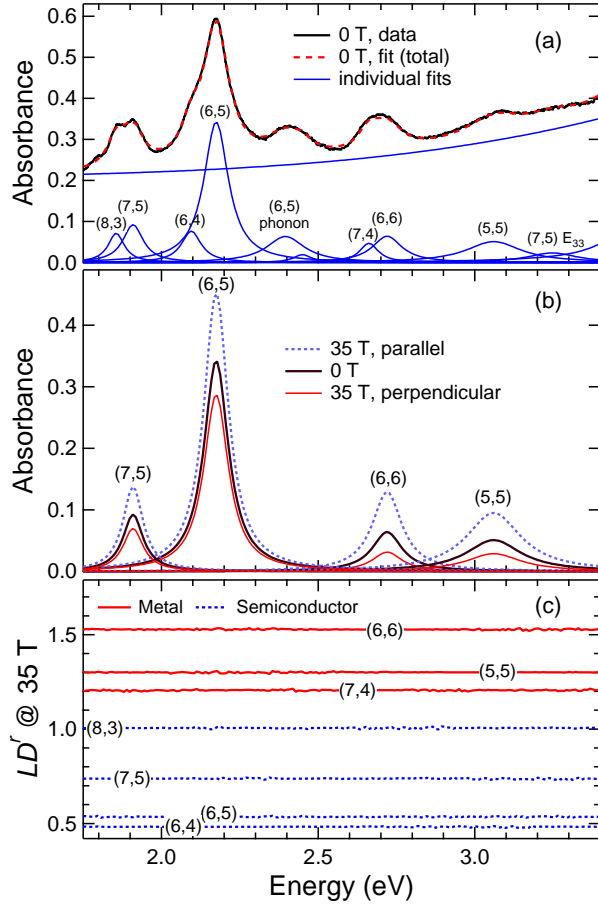 0.6
0.5
0.4
0.3
0.2
0.1
0.0
Absorbance
(a)
0 T, data
0 T, fit (total)
individual fits
(6,5)
(8,3)
(7,5)
(6,4)
(6,5)
phonon
(7,4)
(6,6)
(5,5)
(7,5) E33
0.4
0.3
0.2
0.1
0.0
Absorbance
(b)
(6,5)
35 T, parallel
0 T
35 T, perpendicular
(7,5)
(6,6)
(5,5)
1.5
1.0
0.5
LDr @ 35 T
Metal
Semiconductor
(c)
(6,6)
(5,5)
(7,4)
(8,3)
(7,5)
(6,5)
(6,4)
2.0
2.5
3.0
Energy (eV)